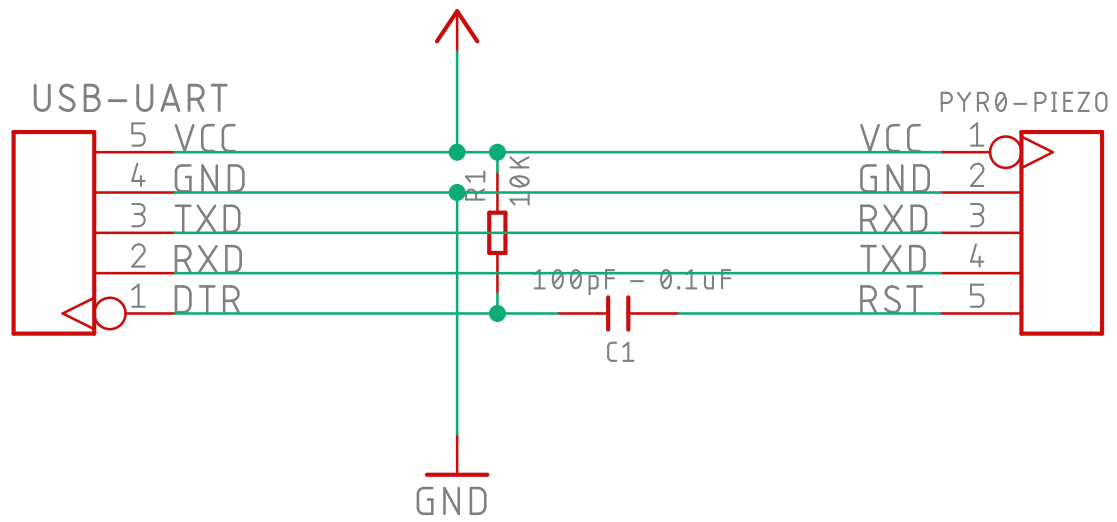 USB-UART
PYR0-PIEZO
5 VCC
VCC 1
4 GND
GND 2
3 TXD
RXD 3
2 RXD
TXD 4
1 DTR
RST 5
R1
10K
100pF - 0.1uF
C1
GND